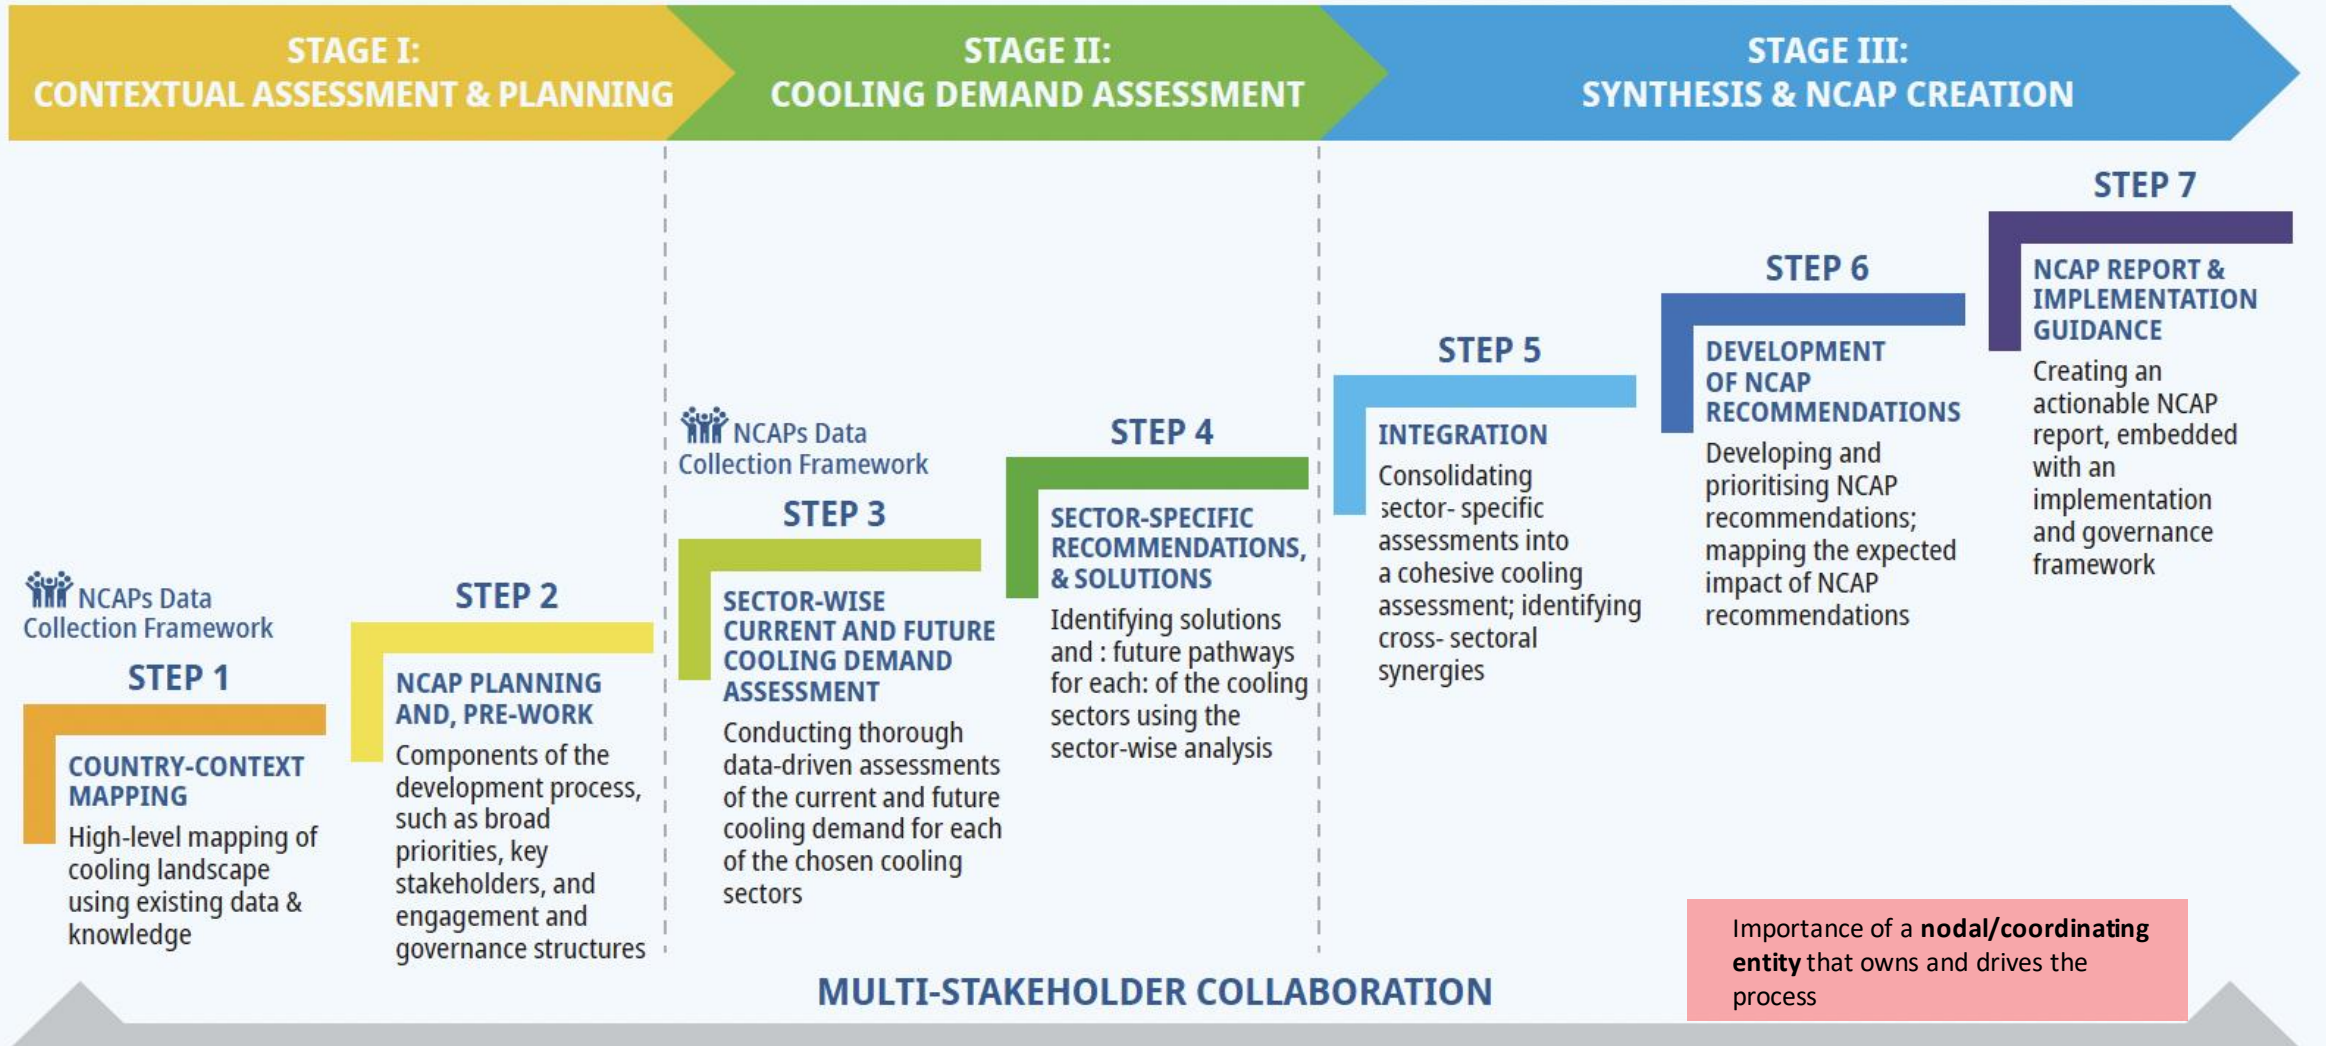 STAGE I:
CONTEXTUAL ASSESSMENT & PLANNING
STAGE II:
COOLING DEMAND ASSESSMENT
STAGE III:
SYNTHESIS & NCAP CREATION
NCAPs Data
Collection Framework
STEP 1
COUNTRY-CONTEXT
MAPPING
High-level mapping of
cooling landscape
using existing data &
knowledge
STEP 2
NCAP PLANNING
AND, PRE-WORK
Components of the
development process,
such as broad
priorities, key
stakeholders, and
engagement and
governance structures
NCAPs Data
Collection Framework
STEP 3
SECTOR-WISE
CURRENT AND FUTURE
COOLING DEMAND
ASSESSMENT
Conducting thorough
data-driven assessments
of the current and future
cooling demand for each
of the chosen cooling
sectors
STEP 4
SECTOR-SPECIFIC
RECOMMENDATIONS,
& SOLUTIONS
Identifying solutions
and : future pathways
for each: of the cooling
sectors using the
sector-wise analysis
STEP 5
INTEGRATION
Consolidating
sector- specific
assessments into
a cohesive cooling
assessment; identifying
cross- sectoral
synergies
STEP 6
DEVELOPMENT
OF NCAP
RECOMMENDATIONS
Developing and
prioritising NCAP
recommendations;
mapping the expected
impact of NCAP
recommendations
STEP 7
NCAP REPORT &
IMPLEMENTATION
GUIDANCE
Creating an
actionable NCAP
report, embedded
with an
implementation
and governance
framework
Importance of a nodal/coordinating
entity that owns and drives the
process
MULTI-STAKEHOLDER COLLABORATION